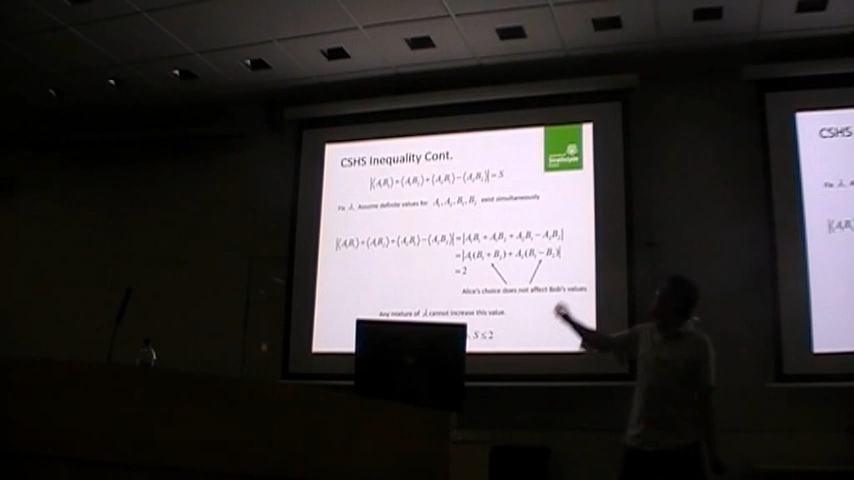 CSHS Inequality Cont.
|⟨A₁B₁⟩+⟨A₁B₂⟩+⟨A₂B₁⟩−⟨A₂B₂⟩|=S
Fix λ. Assume definite values for A₁,A₂,B₁,B₂ exist simultaneously
|⟨A₁B₁⟩+⟨A₁B₂⟩+⟨A₂B₁⟩−⟨A₂B₂⟩|=|A₁B₁+A₁B₂+A₂B₁−A₂B₂|
=|A₁(B₁+B₂)+A₂(B₁−B₂)|
=2
Alice's choice does not affect Bob's values
Any mixture of λ cannot increase this value.
S≤2
CSHS